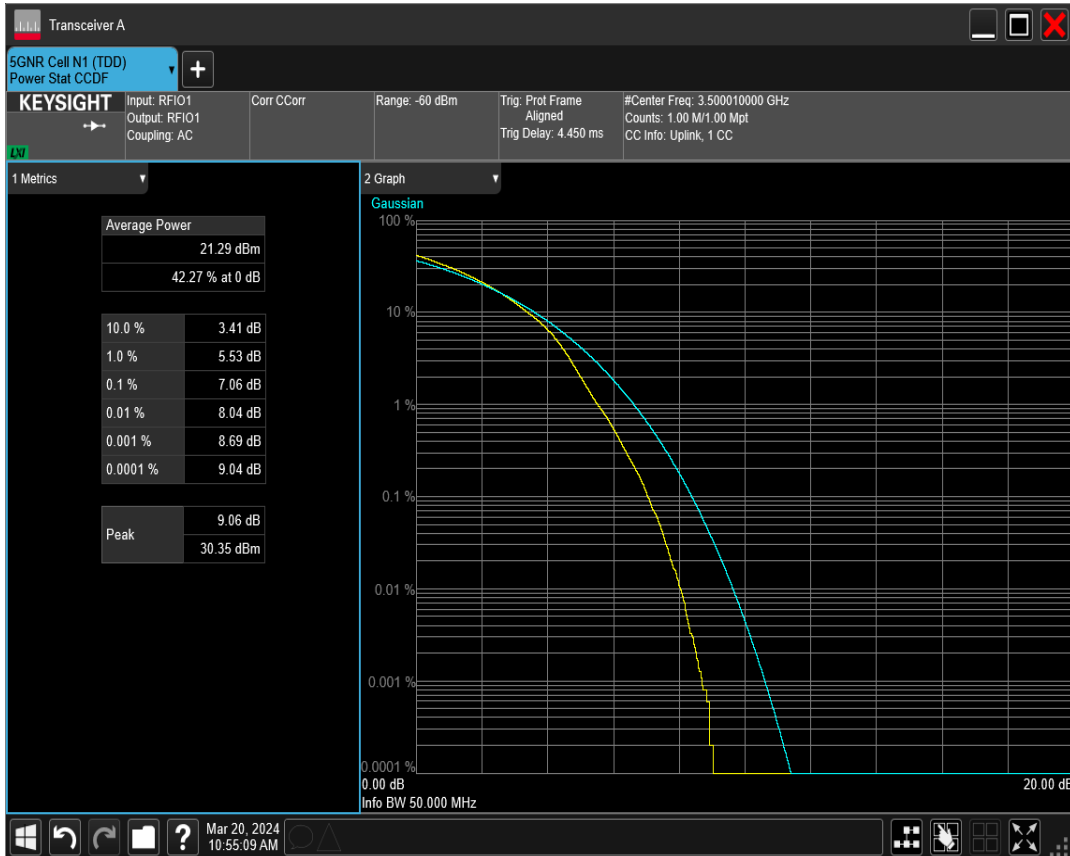 Transceiver A
5GNR Cell N1 (TDD)
Power Stat CCDF
+
KEYSIGHT
LXI
Input: RFIO1
Output: RFIO1
Coupling: AC
Corr CCorr
Range: -60 dBm
Trig: Prot Frame
Aligned
Trig Delay: 4.450 ms
#Center Freq: 3.500010000 GHz
Counts: 1.00 M/1.00 Mpt
CC Info: Uplink, 1 CC
1 Metrics
Average Power
21.29 dBm
42.27 % at 0 dB
10.0 % 3.41 dB
1.0 % 5.53 dB
0.1 % 7.06 dB
0.01 % 8.04 dB
0.001 % 8.69 dB
0.0001 % 9.04 dB
Peak
9.06 dB
30.35 dBm
2 Graph
Gaussian
100 %
10 %
1 %
0.1 %
0.01 %
0.001 %
0.0001 %
0.00 dB 20.00 dB
Info BW 50.000 MHz
?
Mar 20, 2024
10:55:09 AM